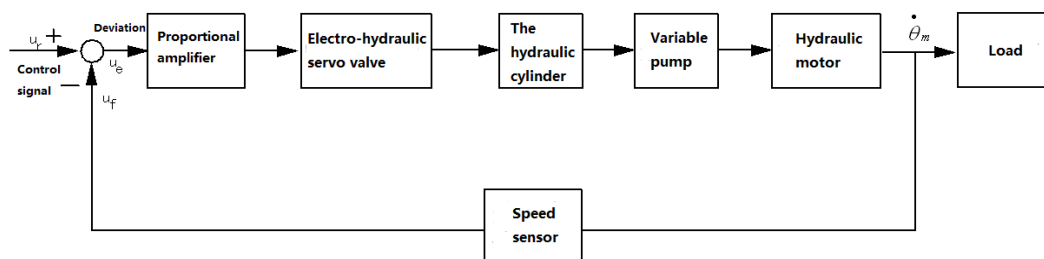 u_r +
Deviation
u_e
Control
signal
—
u_f
Proportional
amplifier
Electro-hydraulic
servo valve
The
hydraulic
cylinder
Variable
pump
Hydraulic
motor
θ̇_m
Load
Speed
sensor